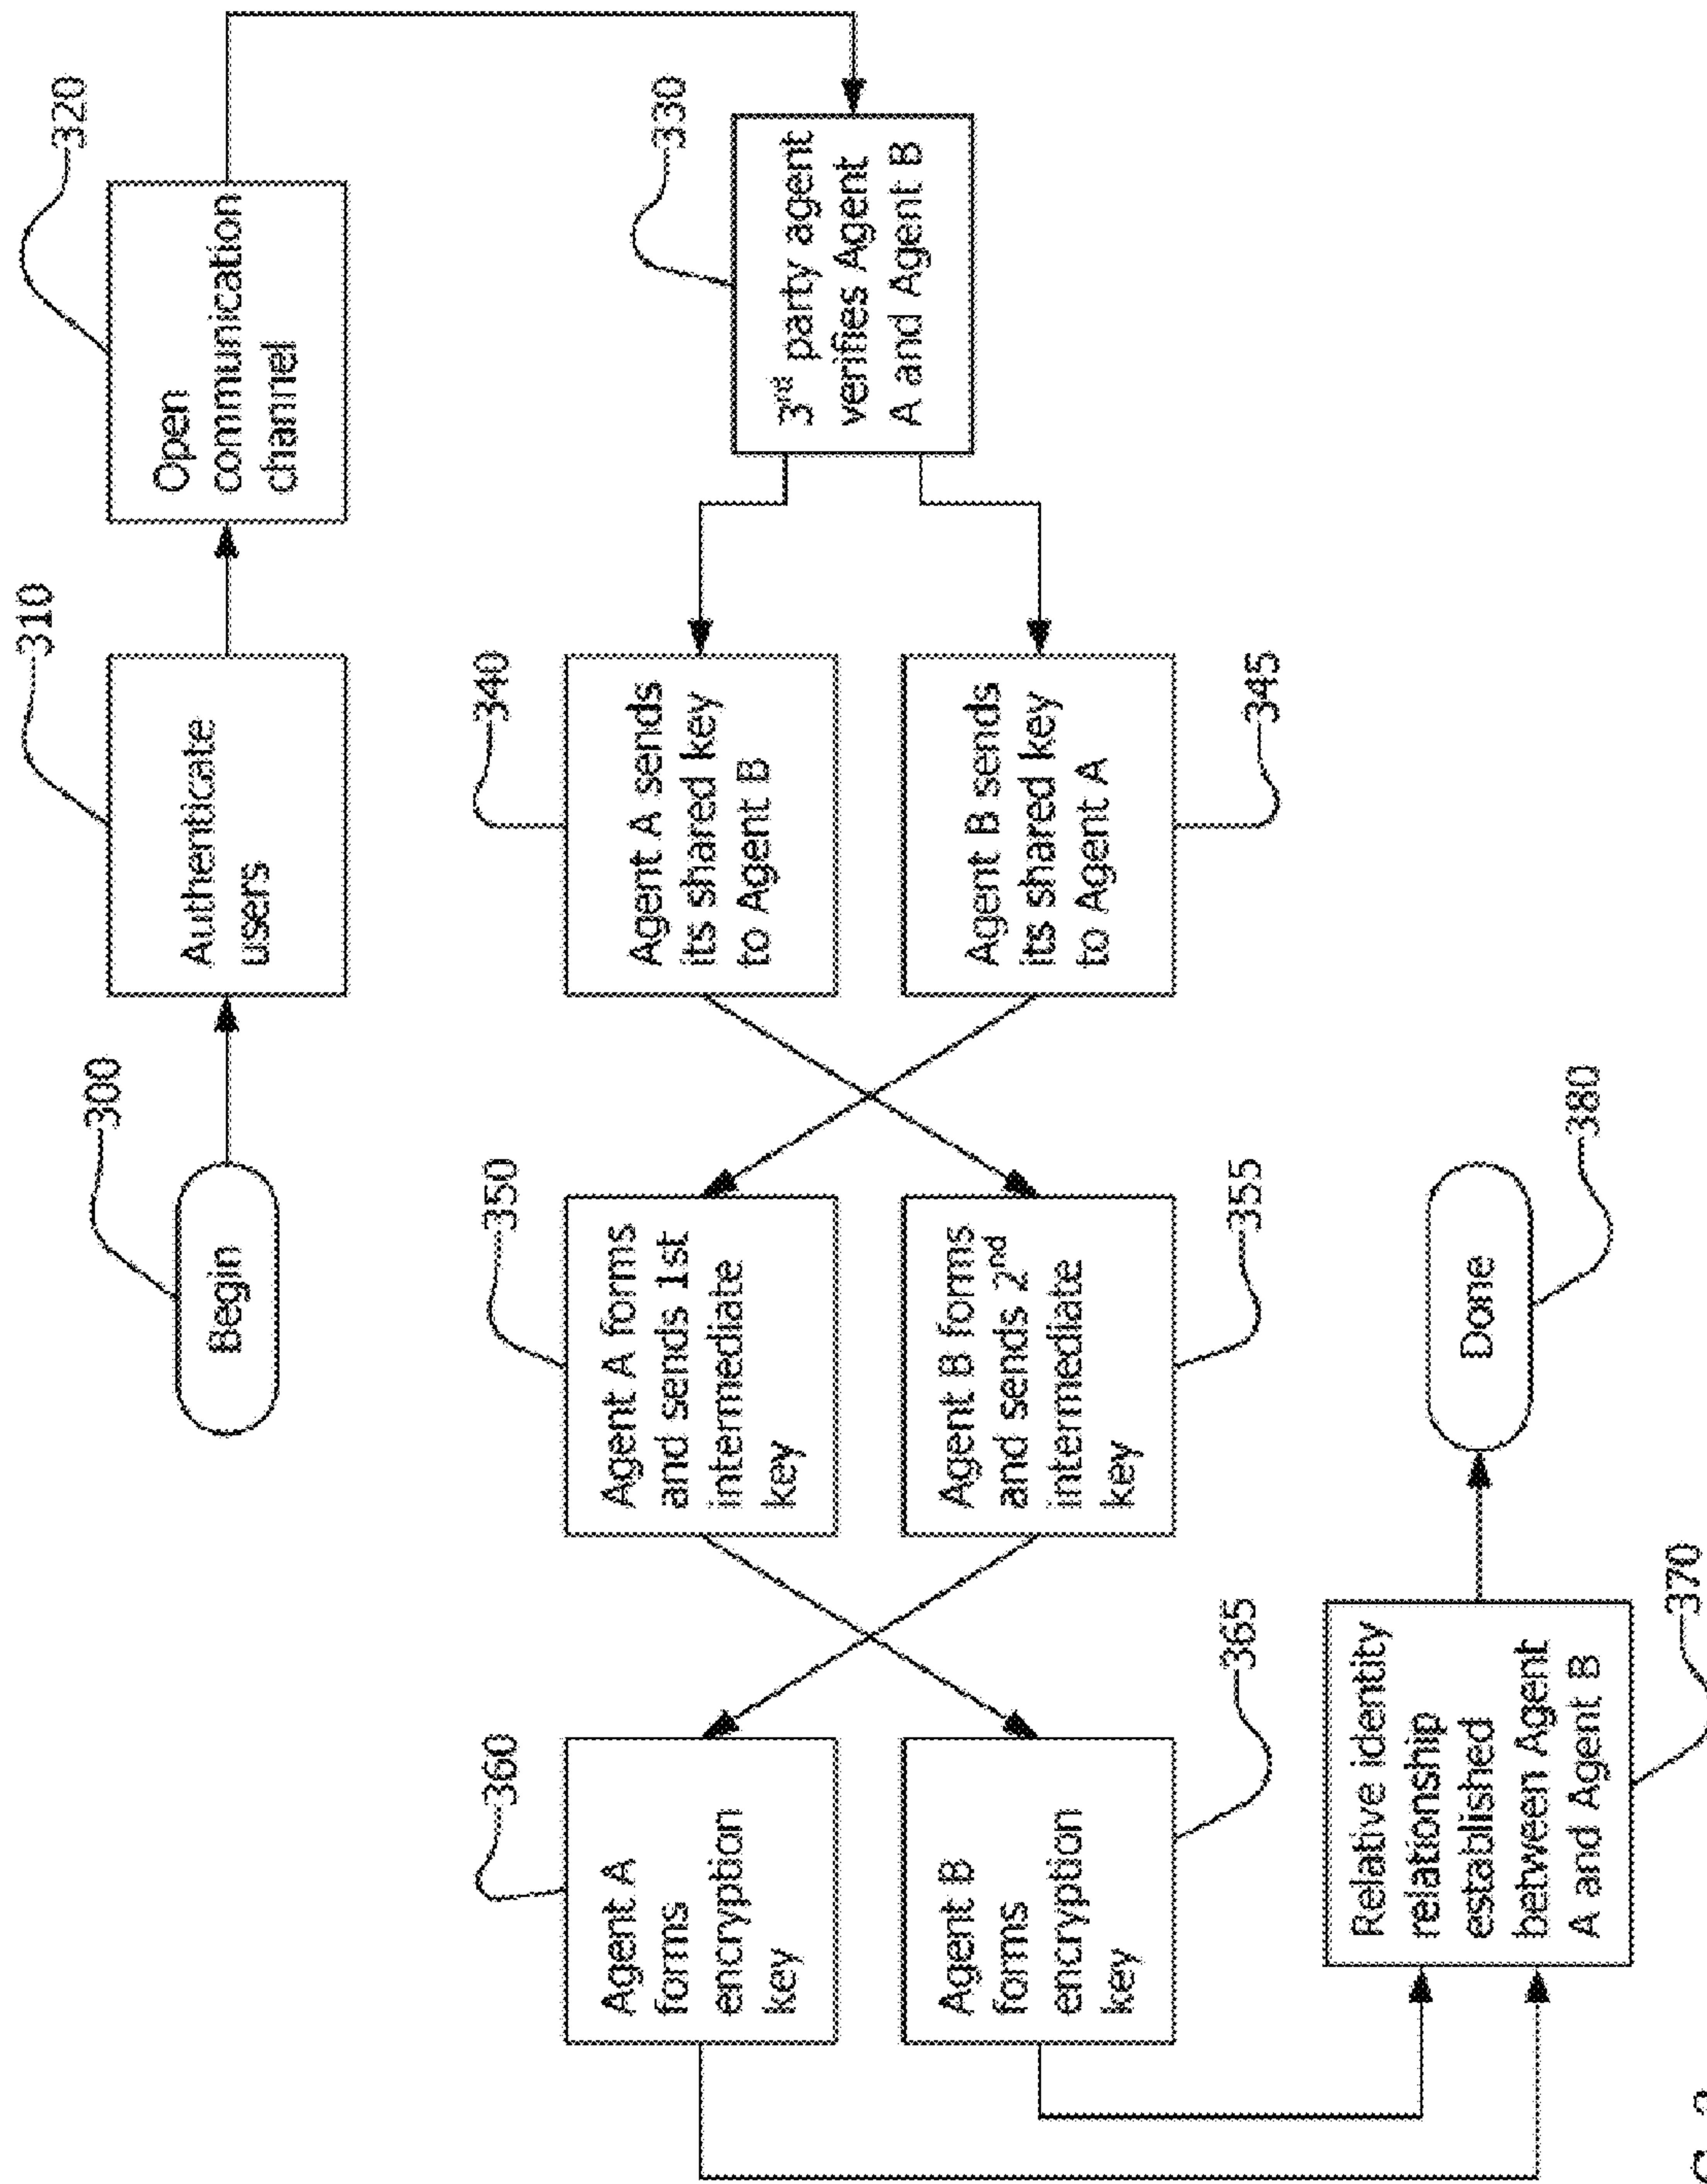 300
Begin
310
Authenticate
users
320
Open
communication
channel
330
3rd party agent
verifies Agent
A and Agent B
340
Agent A sends
its shared key
to Agent B
345
Agent B sends
its shared key
to Agent A
350
Agent A forms
and sends 1st
intermediate
key
355
Agent B forms
and sends 2nd
intermediate
key
360
Agent A
forms
encryption
key
365
Agent B
forms
encryption
key
370
Relative identity
relationship
established
between Agent
A and Agent B
380
Done